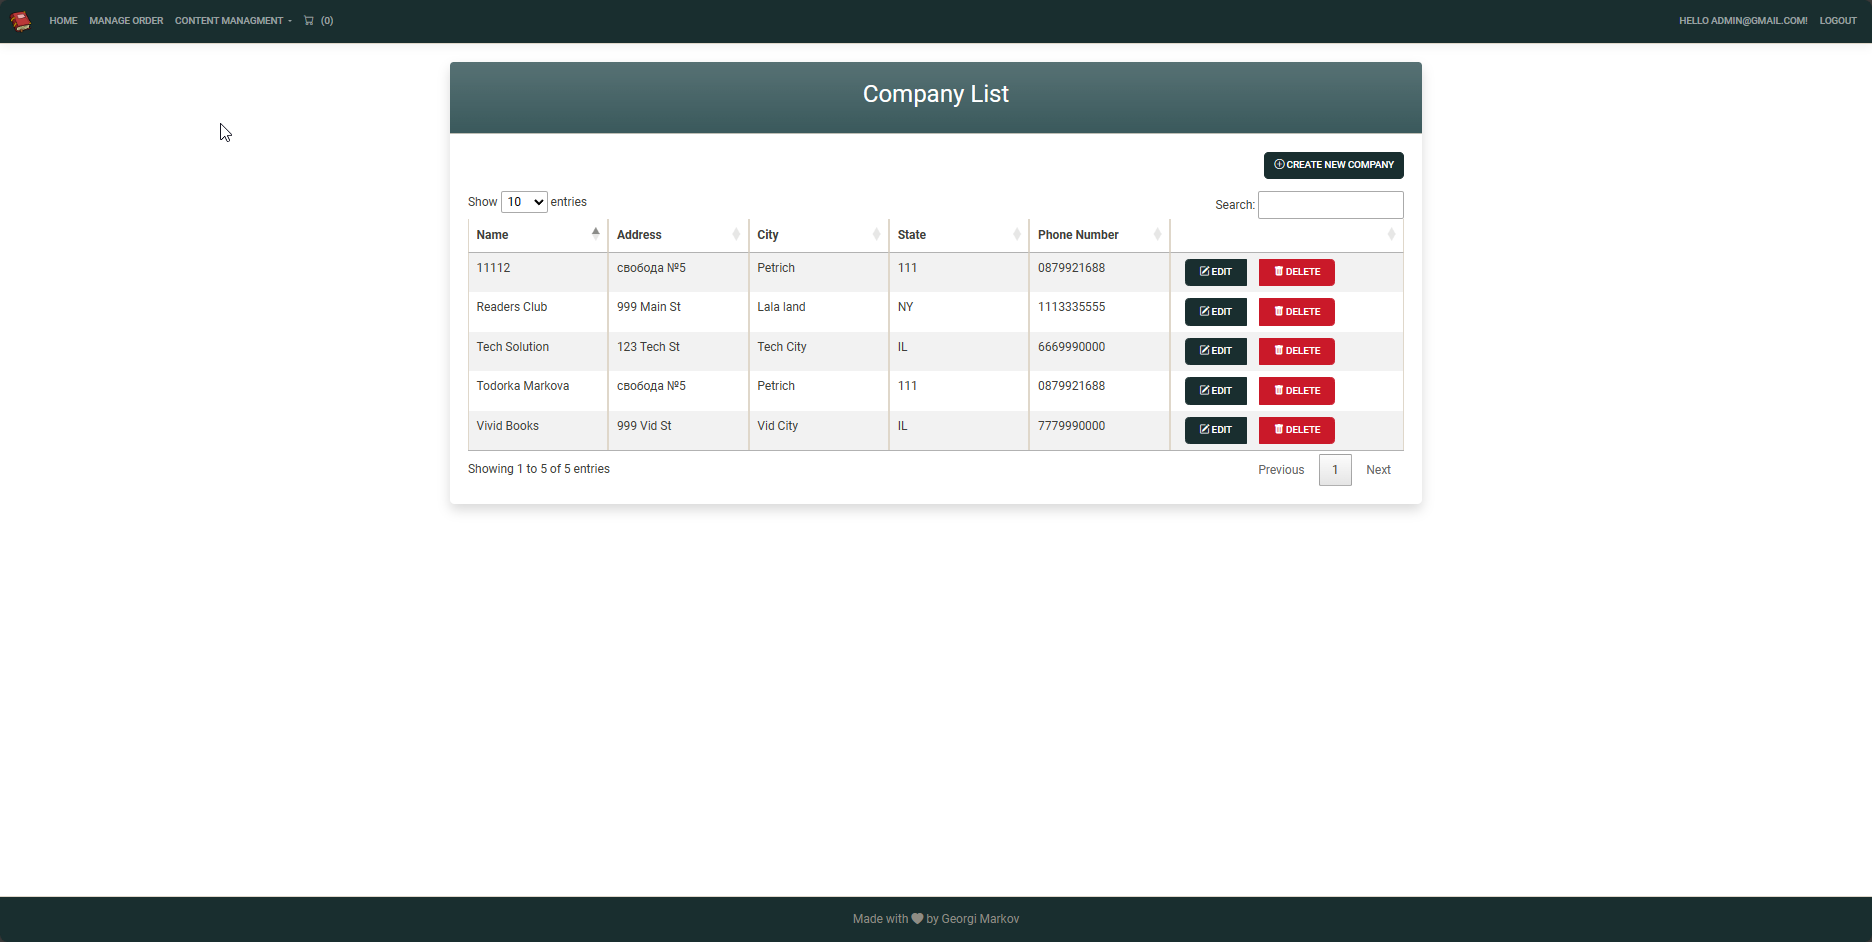 HOME MANAGE ORDER CONTENT MANAGMENT (0) HELLO ADMIN@GMAIL.COM! LOGOUT
Company List
CREATE NEW COMPANY
Show 10 entries Search:
Name Address City State Phone Number
11112 свобода №5 Petrich 111 0879921688 EDIT DELETE
Readers Club 999 Main St Lala land NY 1113335555 EDIT DELETE
Tech Solution 123 Tech St Tech City IL 6669990000 EDIT DELETE
Todorka Markova свобода №5 Petrich 111 0879921688 EDIT DELETE
Vivid Books 999 Vid St Vid City IL 7779990000 EDIT DELETE
Showing 1 to 5 of 5 entries Previous 1 Next
Made with by Georgi Markov